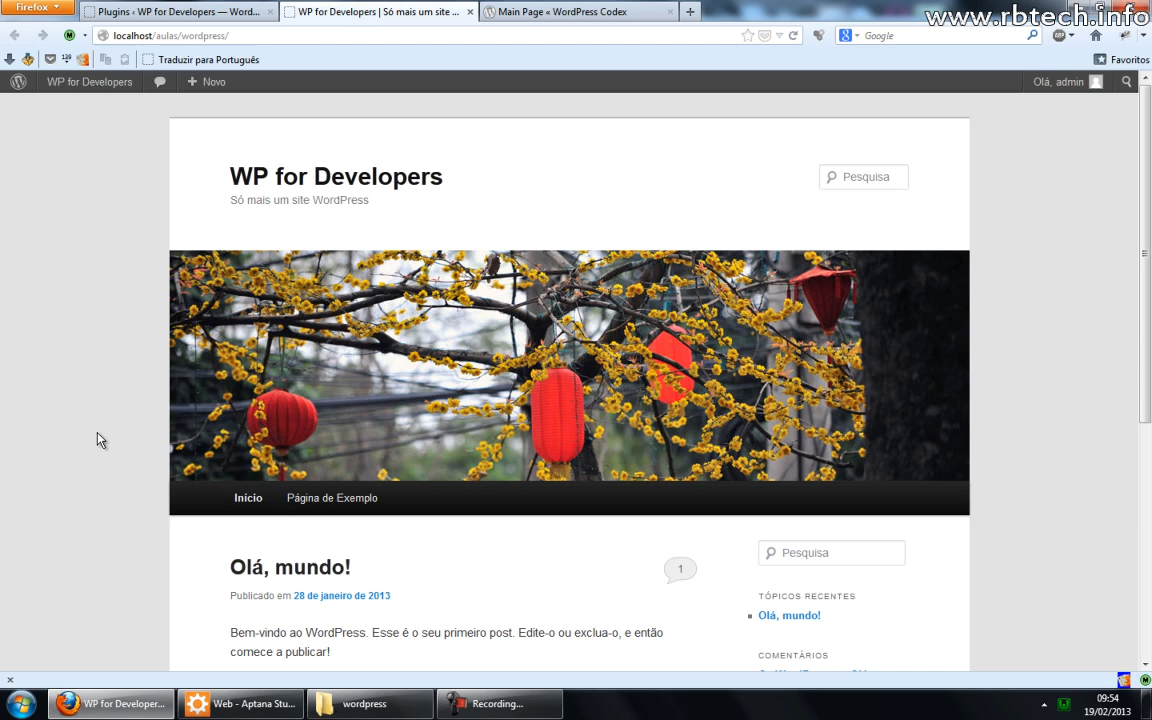 Firefox
Plugins ‹ WP for Developers — Word...
WP for Developers | Só mais um site ...
Main Page « WordPress Codex
www.rbtech.info
localhost/aulas/wordpress/
Google
ABP
Traduzir para Português
Favoritos
WP for Developers
Novo
Olá, admin
WP for Developers
Só mais um site WordPress
Pesquisa
Início
Página de Exemplo
Olá, mundo!
1
Publicado em 28 de janeiro de 2013
Bem-vindo ao WordPress. Esse é o seu primeiro post. Edite-o ou exclua-o, e então
comece a publicar!
Pesquisa
TÓPICOS RECENTES
Olá, mundo!
COMENTÁRIOS
WP for Developer...
Web - Aptana Stu...
wordpress
Recording...
09:54
19/02/2013